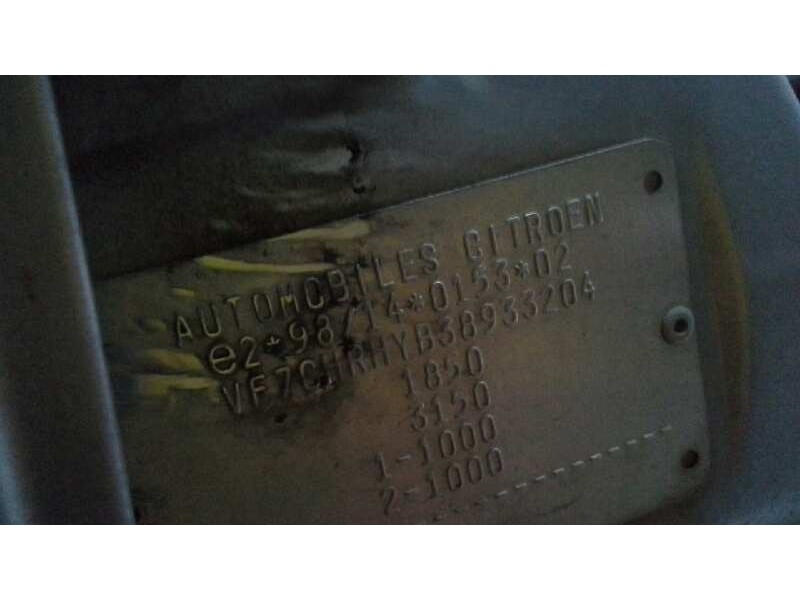 AUTOMOBILES CITROEN
e2*98/14*0153*02
VF7CHRHYB38933204
1850
3150
1-1000
2-1000